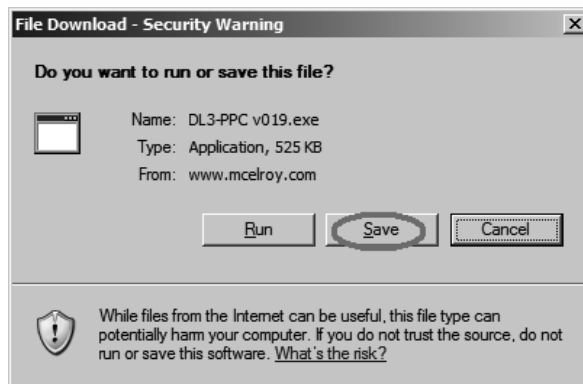 File Download - Security Warning
Do you want to run or save this file?
Name: DL3-PPC v019.exe
Type: Application, 525 KB
From: www.mcelroy.com
Run Save Cancel
While files from the Internet can be useful, this file type can
potentially harm your computer. If you do not trust the source, do not
run or save this software. What's the risk?